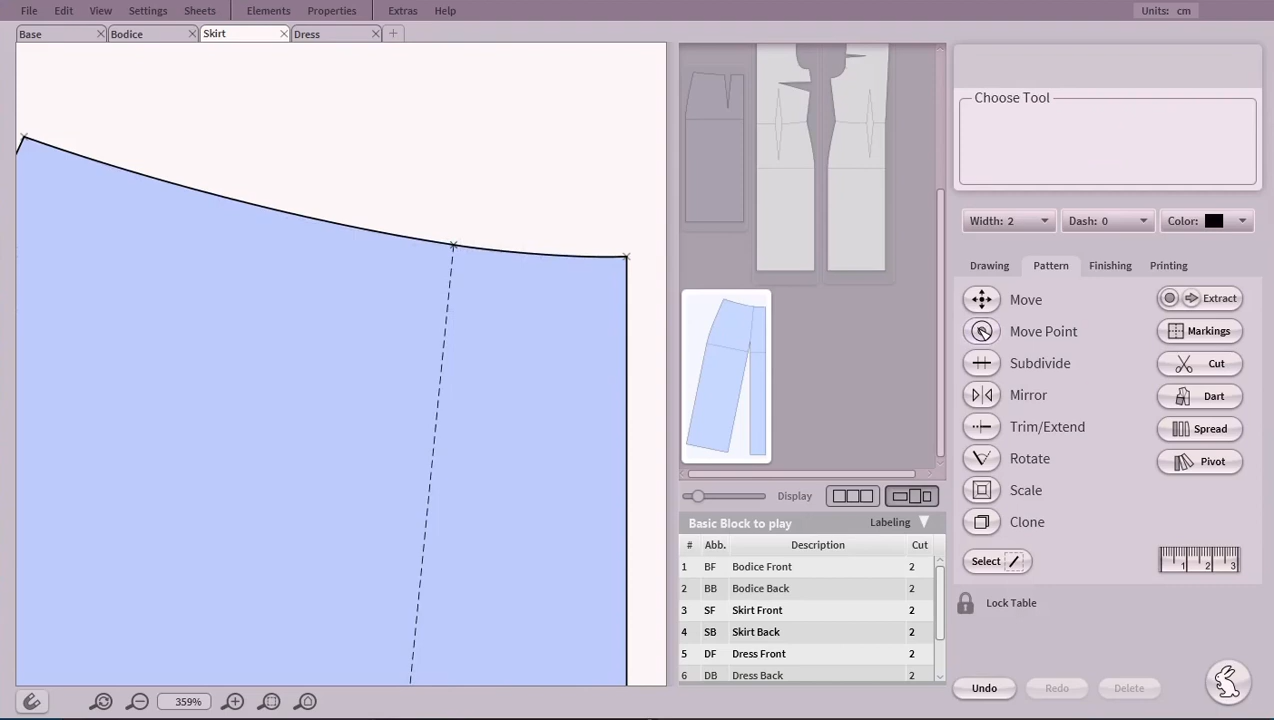 File Edit View Settings Sheets Elements Properties Extras Help Units: cm
Base Bodice Skirt Dress
Choose Tool
Width: 2 Dash: 0 Color:
Drawing Pattern Finishing Printing
Move Extract
Move Point Markings
Subdivide Cut
Mirror Dart
Trim/Extend Spread
Rotate Pivot
Scale
Clone
Select 1 2 3
Lock Table
Undo Redo Delete
Display
Basic Block to play Labeling
# Abb. Description Cut
1 BF Bodice Front 2
2 BB Bodice Back 2
3 SF Skirt Front 2
4 SB Skirt Back 2
5 DF Dress Front 2
6 DB Dress Back 2
359%